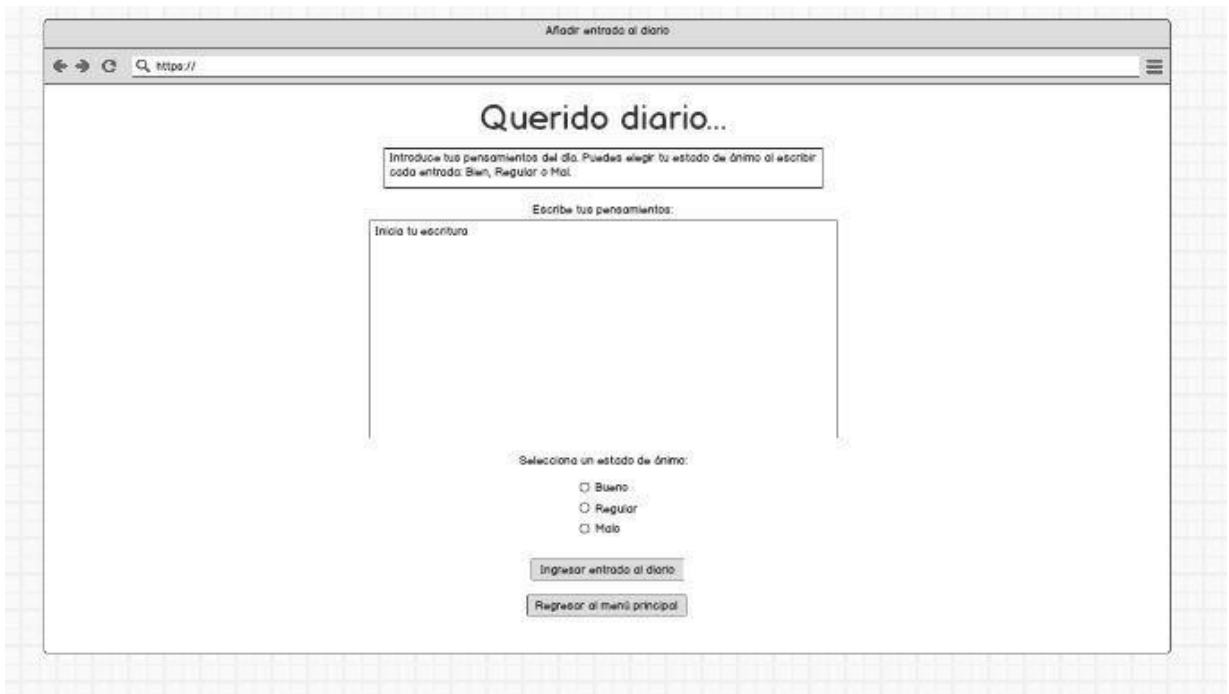 Añadir entrada al diario
https://
Querido diario...
Introduce tus pensamientos del día. Puedes elegir tu estado de ánimo al escribir
cada entrada: Bien, Regular o Mal.
Escribe tus pensamientos:
Inicia tu escritura
Selecciona un estado de ánimo:
Bueno
Regular
Malo
Ingresar entrada al diario
Regresar al menú principal